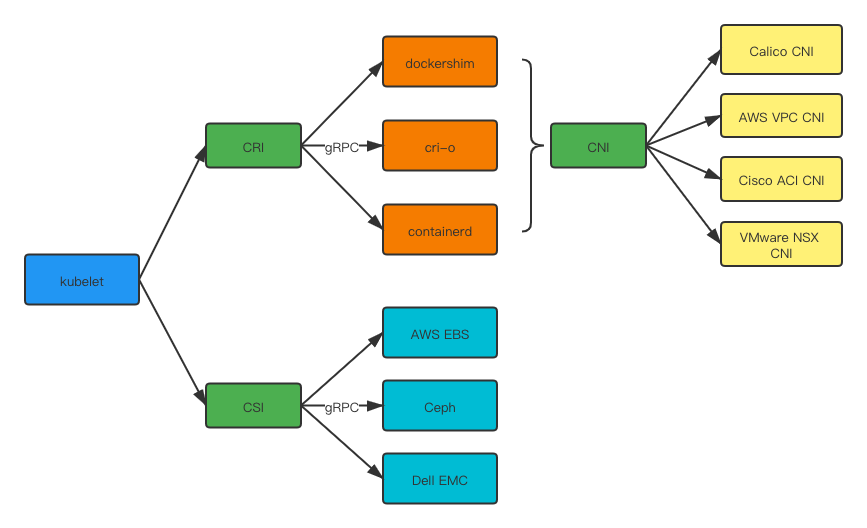 kubelet
CRI
gRPC
dockershim
cri-o
containerd
CNI
Calico CNI
AWS VPC CNI
Cisco ACI CNI
VMware NSX
CNI
CSI
gRPC
AWS EBS
Ceph
Dell EMC